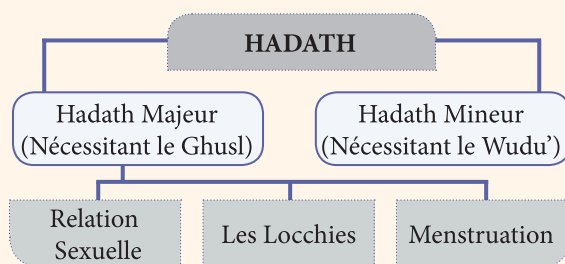 HADATH
Hadath Majeur
(Nécessitant le Ghusl)
Hadath Mineur
(Nécessitant le Wudu’)
Relation
Sexuelle
Les Locchies
Menstruation